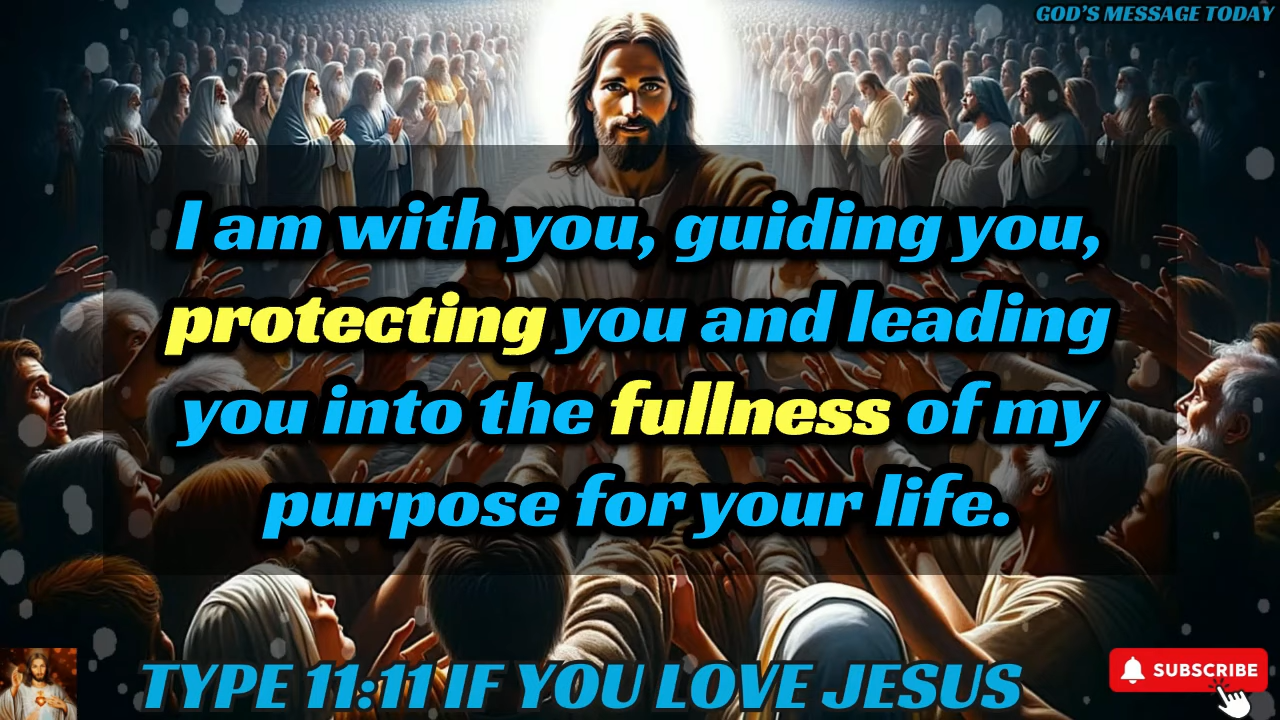 GOD'S MESSAGE TODAY
I am with you, guiding you,
protecting you and leading
you into the fullness of my
purpose for your life.
TYPE 11:11 IF YOU LOVE JESUS
SUBSCRIBE